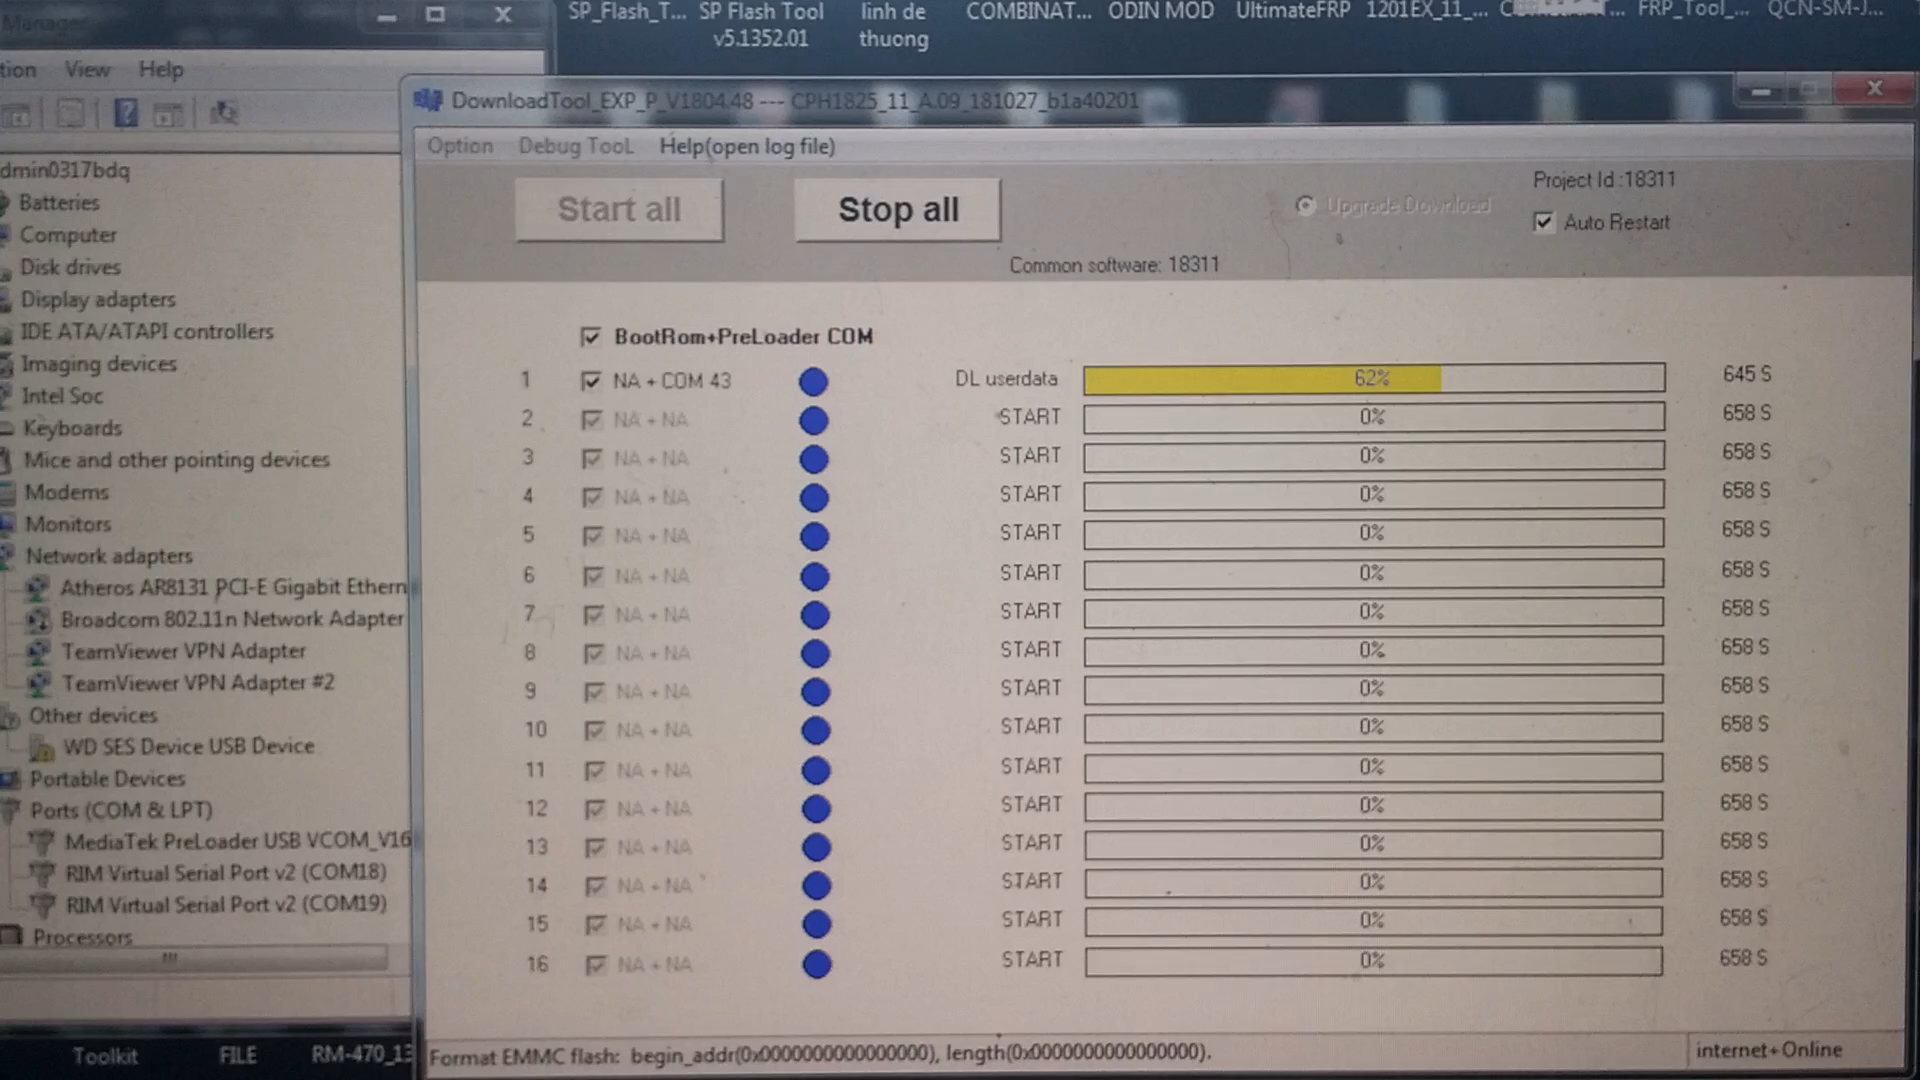 Manager
SP_Flash_T...
SP Flash Tool
v5.1352.01
linh de
thuong
COMBINAT...
ODIN MOD
UltimateFRP
1201EX_11_...
FRP_Tool_...
QCN-SM-J...
tion View Help
dmin0317bdq
Batteries
Computer
Disk drives
Display adapters
IDE ATA/ATAPI controllers
Imaging devices
Intel Soc
Keyboards
Mice and other pointing devices
Modems
Monitors
Network adapters
Atheros AR8131 PCI-E Gigabit Ethern
Broadcom 802.11n Network Adapter
TeamViewer VPN Adapter
TeamViewer VPN Adapter #2
Other devices
WD SES Device USB Device
Portable Devices
Ports (COM & LPT)
MediaTek PreLoader USB VCOM_V16
RIM Virtual Serial Port v2 (COM18)
RIM Virtual Serial Port v2 (COM19)
Processors
Toolkit
FILE
RM-470_13
DownloadTool_EXP_P_V1804.48 --- CPH1825_11_A.09_181027_b1a40201
Option Debug TooL Help(open log file)
Start all
Stop all
Upgrade Download
Project Id :18311
Auto Restart
Common software: 18311
BootRom+PreLoader COM
1 NA + COM 43 DL userdata 62% 645 S
2 NA + NA START 0% 658 S
3 NA + NA START 0% 658 S
4 NA + NA START 0% 658 S
5 NA + NA START 0% 658 S
6 NA + NA START 0% 658 S
7 NA + NA START 0% 658 S
8 NA + NA START 0% 658 S
9 NA + NA START 0% 658 S
10 NA + NA START 0% 658 S
11 NA + NA START 0% 658 S
12 NA + NA START 0% 658 S
13 NA + NA START 0% 658 S
14 NA + NA START 0% 658 S
15 NA + NA START 0% 658 S
16 NA + NA START 0% 658 S
Format EMMC flash: begin_addr(0x0000000000000000), length(0x0000000000000000).
internet+Online